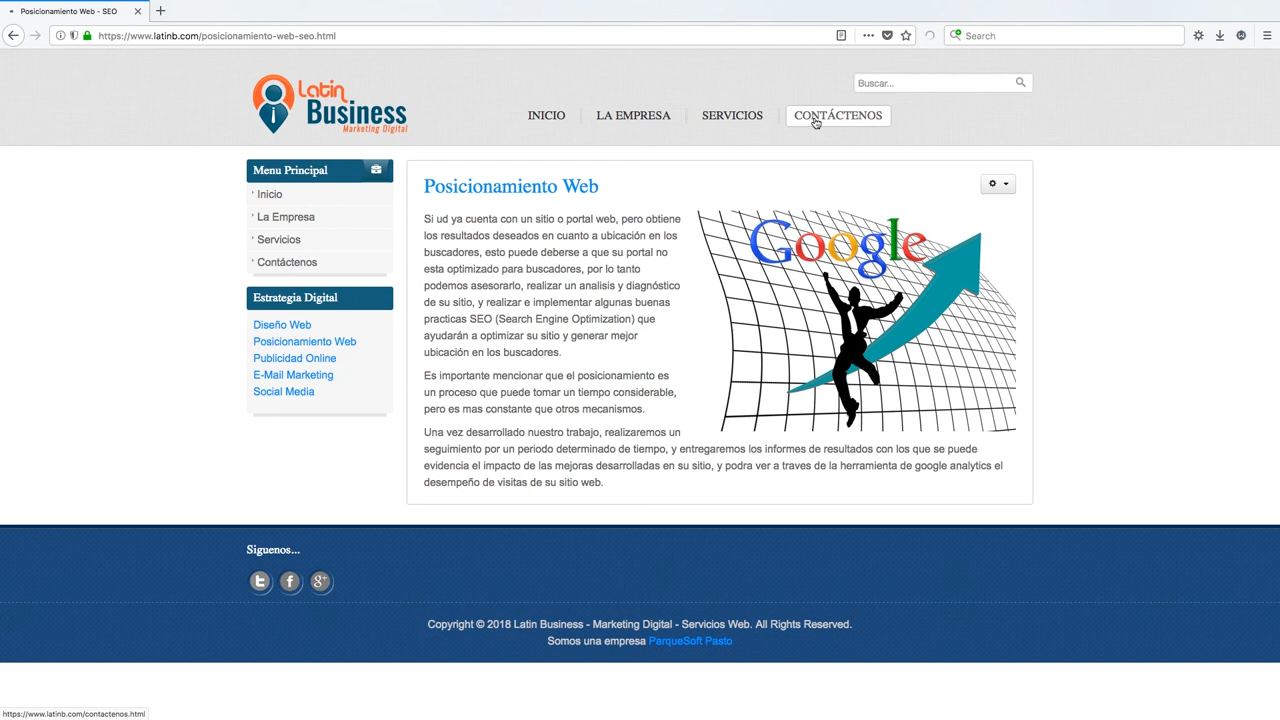 Posicionamiento Web - SEO
https://www.latinb.com/posicionamiento-web-seo.html
Search
Latin
Business
Marketing Digital
Buscar...
INICIO
LA EMPRESA
SERVICIOS
CONTÁCTENOS
Menu Principal
Inicio
La Empresa
Servicios
Contáctenos
Estrategia Digital
Diseño Web
Posicionamiento Web
Publicidad Online
E-Mail Marketing
Social Media
Posicionamiento Web
Si ud ya cuenta con un sitio o portal web, pero obtiene
los resultados deseados en cuanto a ubicación en los
buscadores, esto puede deberse a que su portal no
esta optimizado para buscadores, por lo tanto
podemos asesorarlo, realizar un analisis y diagnóstico
de su sitio, y realizar e implementar algunas buenas
practicas SEO (Search Engine Optimization) que
ayudarán a optimizar su sitio y generar mejor
ubicación en los buscadores.
Es importante mencionar que el posicionamiento es
un proceso que puede tomar un tiempo considerable,
pero es mas constante que otros mecanismos.
Una vez desarrollado nuestro trabajo, realizaremos un
seguimiento por un periodo determinado de tiempo, y entregaremos los informes de resultados con los que se puede
evidencia el impacto de las mejoras desarrolladas en su sitio, y podra ver a traves de la herramienta de google analytics el
desempeño de visitas de su sitio web.
Google
Siguenos...
Copyright © 2018 Latin Business - Marketing Digital - Servicios Web. All Rights Reserved.
Somos una empresa ParqueSoft Pasto
https://www.latinb.com/contactenos.html